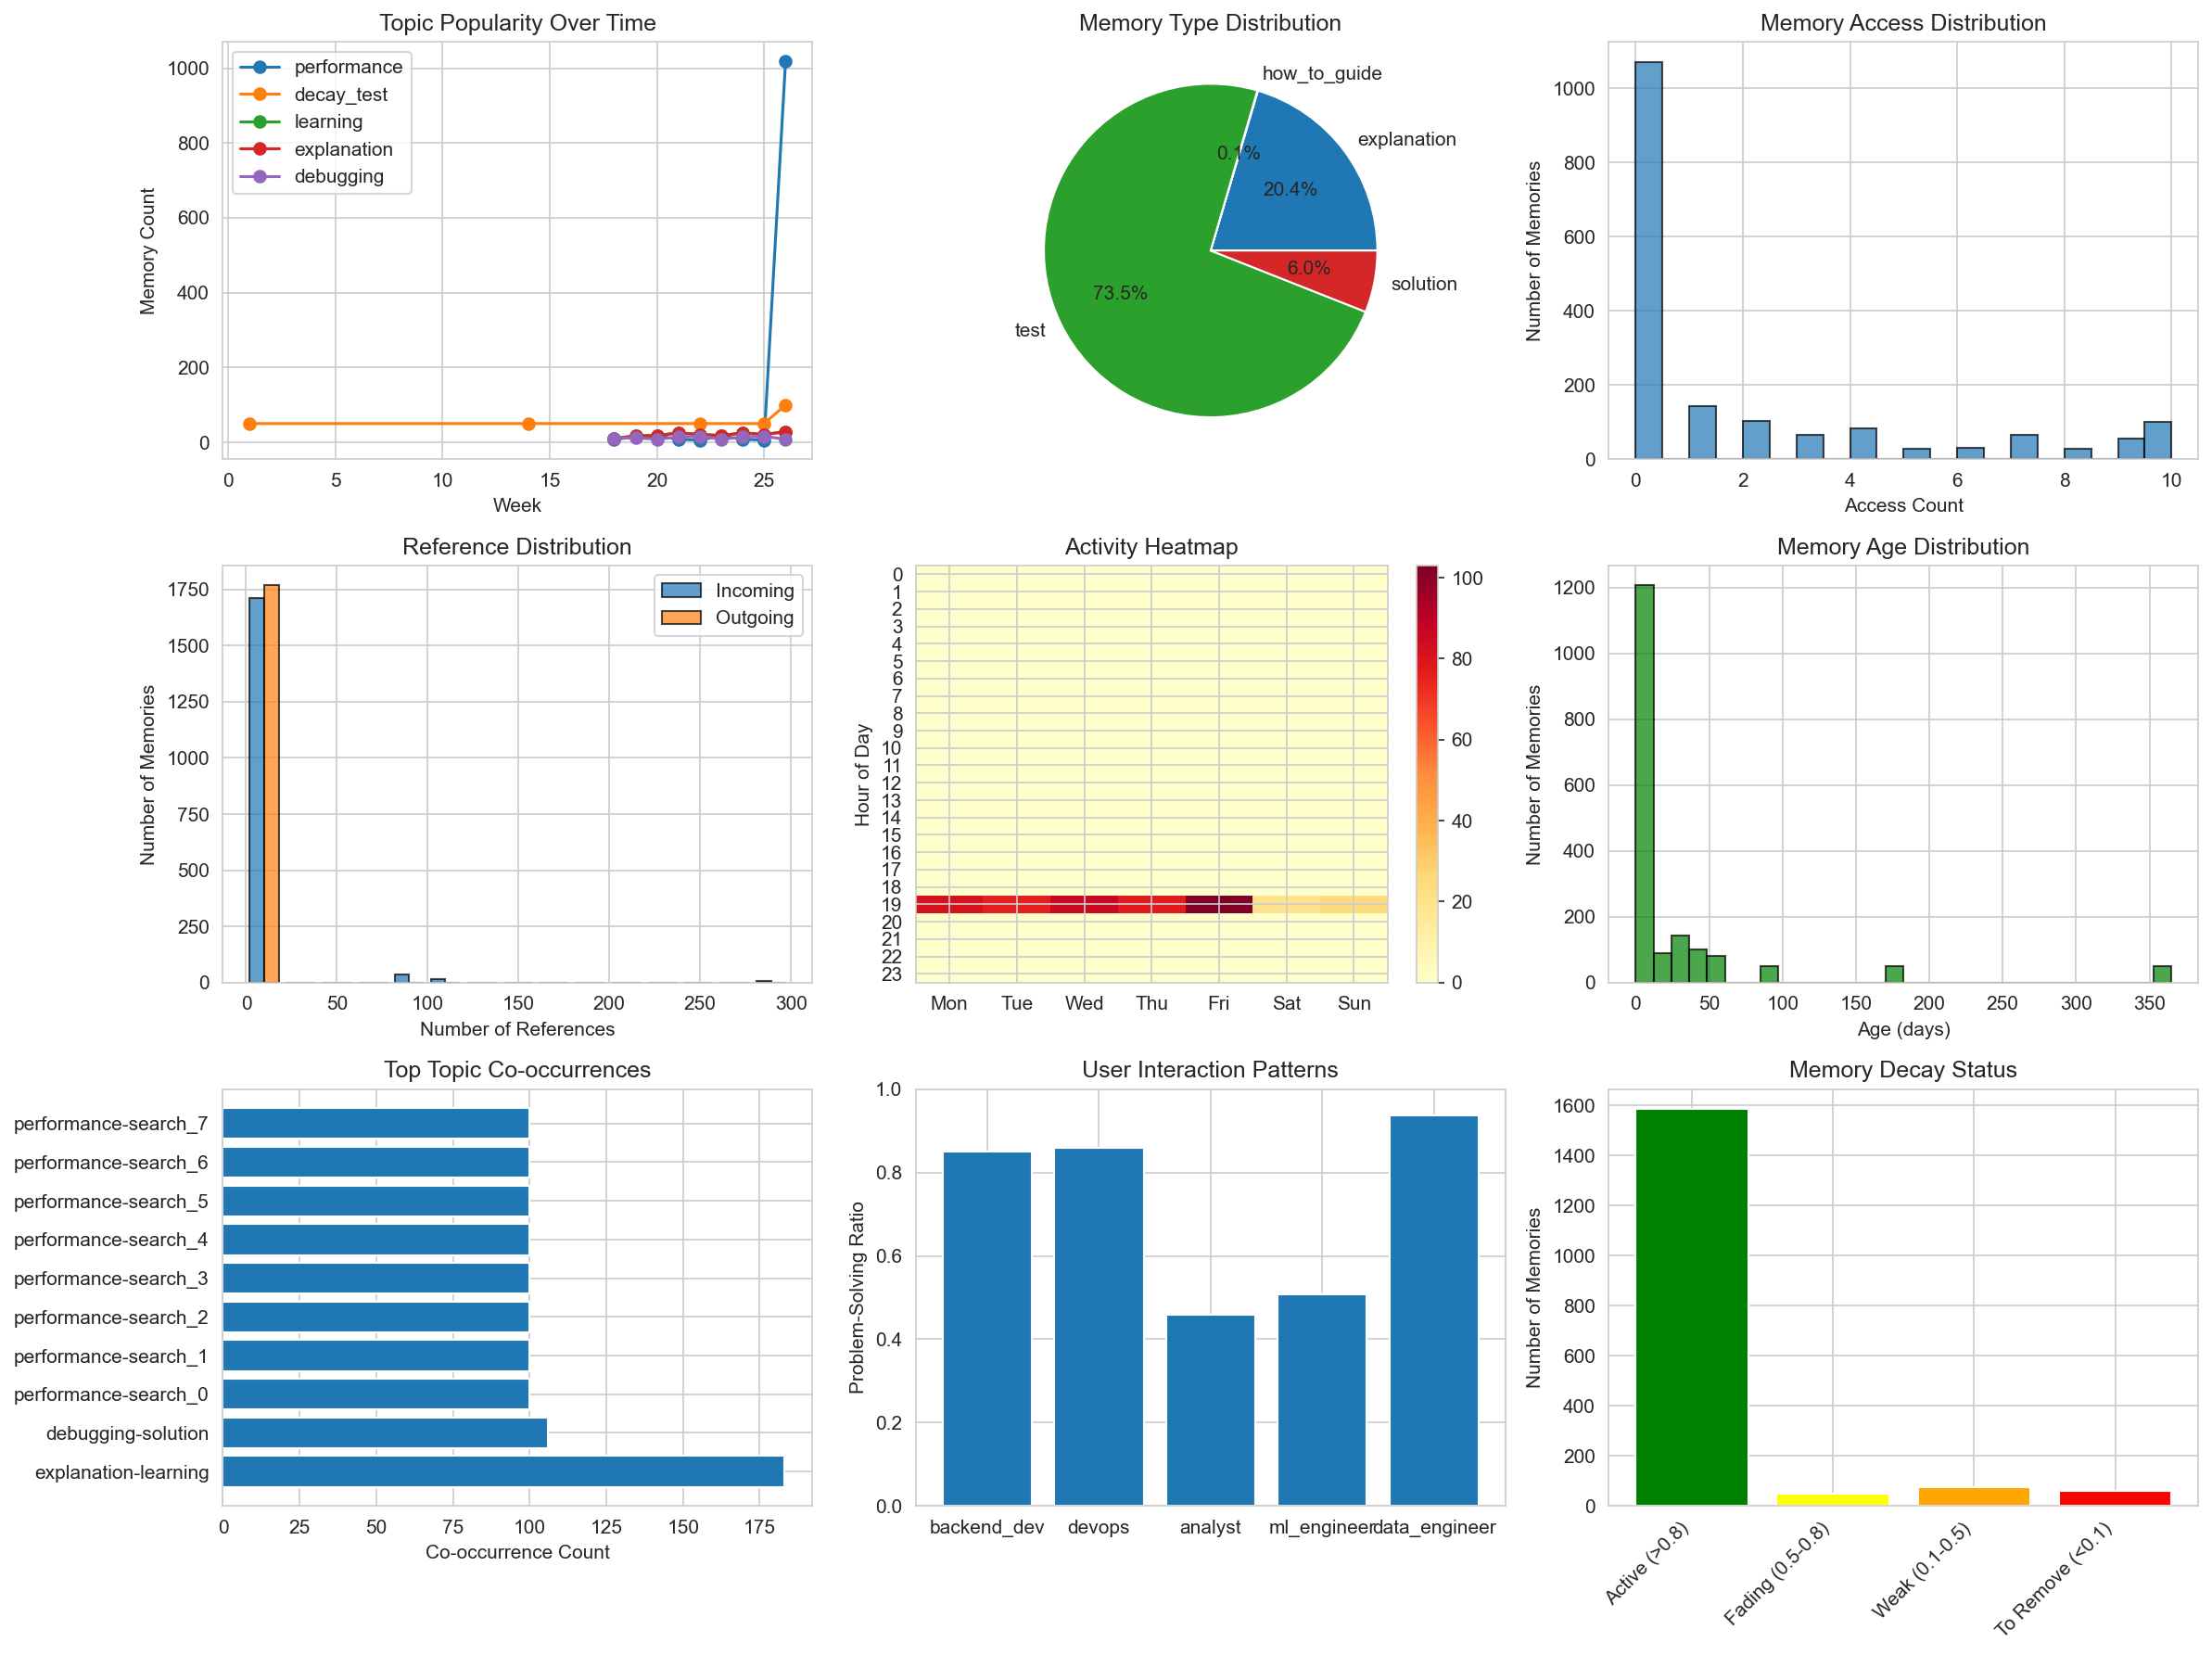 Topic Popularity Over Time
Memory Count
1000
800
600
400
200
0
performance
decay_test
learning
explanation
debugging
0 5 10 15 20 25
Week
Memory Type Distribution
how_to_guide
explanation
0.1%
20.4%
6.0%
solution
73.5%
test
Memory Access Distribution
Number of Memories
1000
800
600
400
200
0
0 2 4 6 8 10
Access Count
Reference Distribution
Number of Memories
1750
1500
1250
1000
750
500
250
0
Incoming
Outgoing
0 50 100 150 200 250 300
Number of References
Activity Heatmap
Hour of Day
0
1
2
3
4
5
6
7
8
9
10
11
12
13
14
15
16
17
18
19
20
21
22
23
Mon Tue Wed Thu Fri Sat Sun
100
80
60
40
20
0
Memory Age Distribution
Number of Memories
1200
1000
800
600
400
200
0
0 50 100 150 200 250 300 350
Age (days)
Top Topic Co-occurrences
performance-search_7
performance-search_6
performance-search_5
performance-search_4
performance-search_3
performance-search_2
performance-search_1
performance-search_0
debugging-solution
explanation-learning
0 25 50 75 100 125 150 175
Co-occurrence Count
User Interaction Patterns
Problem-Solving Ratio
1.0
0.8
0.6
0.4
0.2
0.0
backend_dev devops analyst ml_engineer data_engineer
Memory Decay Status
Number of Memories
1600
1400
1200
1000
800
600
400
200
0
Active (>0.8)
Fading (0.5-0.8)
Weak (0.1-0.5)
To Remove (<0.1)